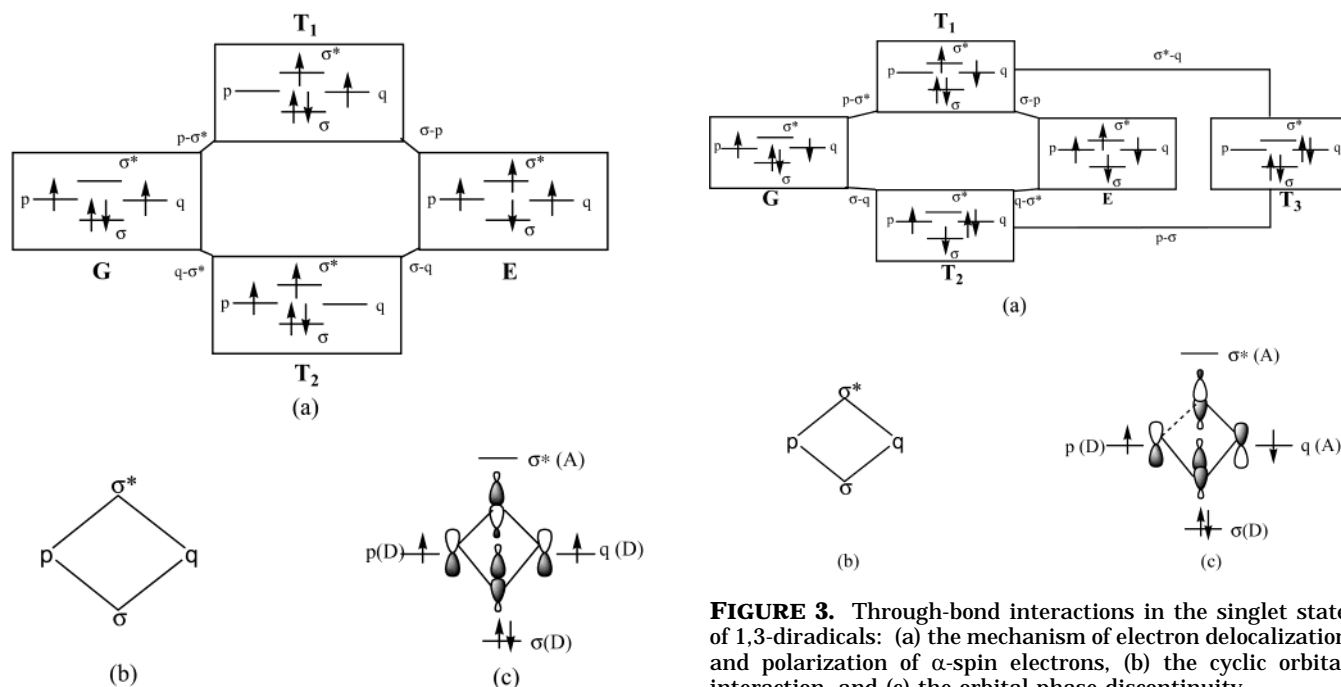 T1
σ*
p
q
σ
p-σ*
σ-p
σ*
p
q
σ
G
σ*
p
q
σ
E
q-σ*
σ-q
σ*
p
q
σ
T2
(a)
σ*
p
q
σ
(b)
σ* (A)
p(D)
q (D)
σ(D)
(c)
T1
σ*
p
q
σ
σ*-q
p-σ*
σ-p
σ*
p
q
σ
G
σ*
p
q
σ
E
σ*
p
q
σ
T3
σ-q
q-σ*
σ*
p
q
σ
T2
p-σ
(a)
σ*
p
q
σ
(b)
σ* (A)
p (D)
q (A)
σ(D)
(c)
FIGURE 3. Through-bond interactions in the singlet state
of 1,3-diradicals: (a) the mechanism of electron delocalization
and polarization of α-spin electrons, (b) the cyclic orbital
interaction, and (c) the orbital phase discontinuity